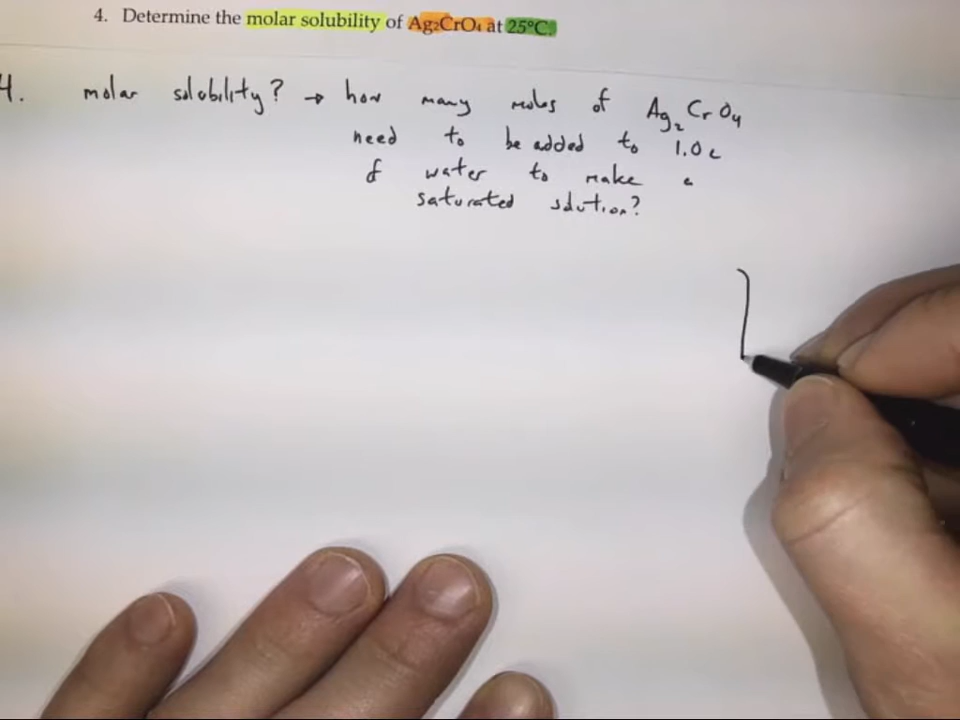 4. Determine the molar solubility of Ag₂CrO₄ at 25°C.
4. molar solubility? → how many moles of Ag₂CrO₄
need to be added to 1.0 L
of water to make a
saturated solution?